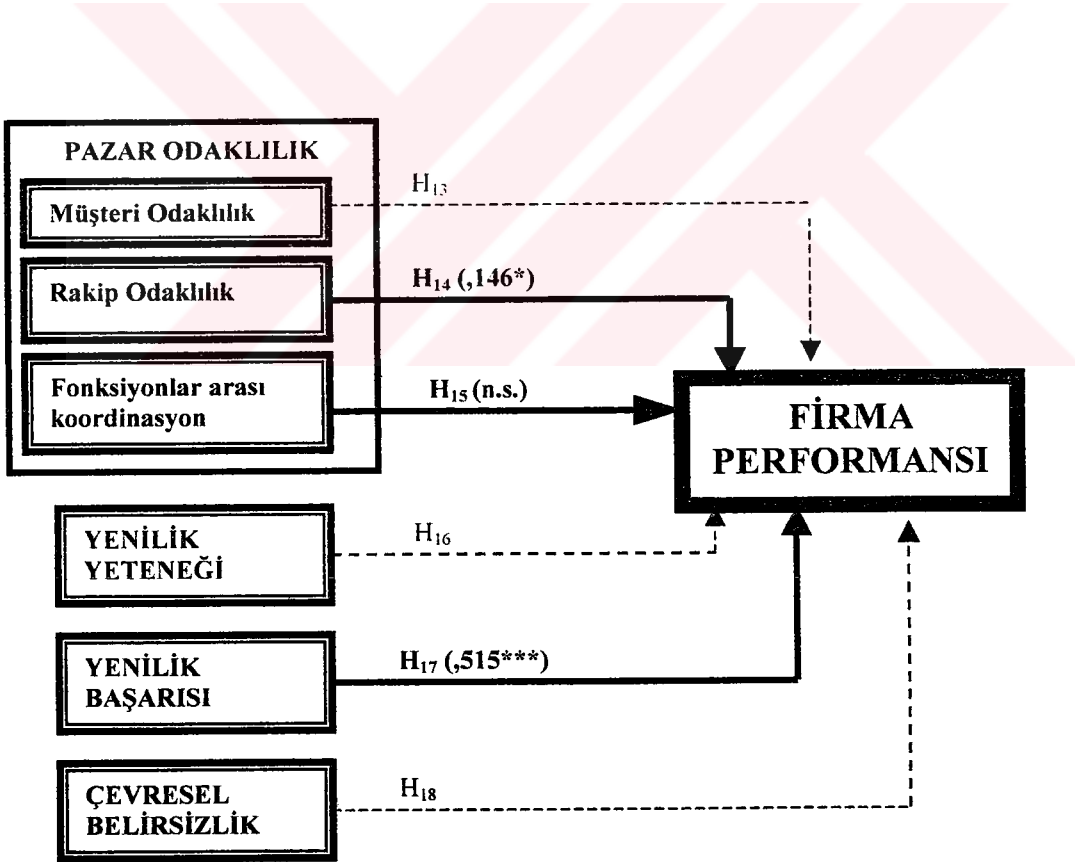 PAZAR ODAKLILIK
Müşteri Odaklılık
H13
Rakip Odaklılık
H14 (,146*)
Fonksiyonlar arası
koordinasyon
H15 (n.s.)
FİRMA
PERFORMANSI
YENİLİK
YETENEĞİ
H16
YENİLİK
BAŞARISI
H17 (,515***)
ÇEVRESEL
BELİRSİZLİK
H18